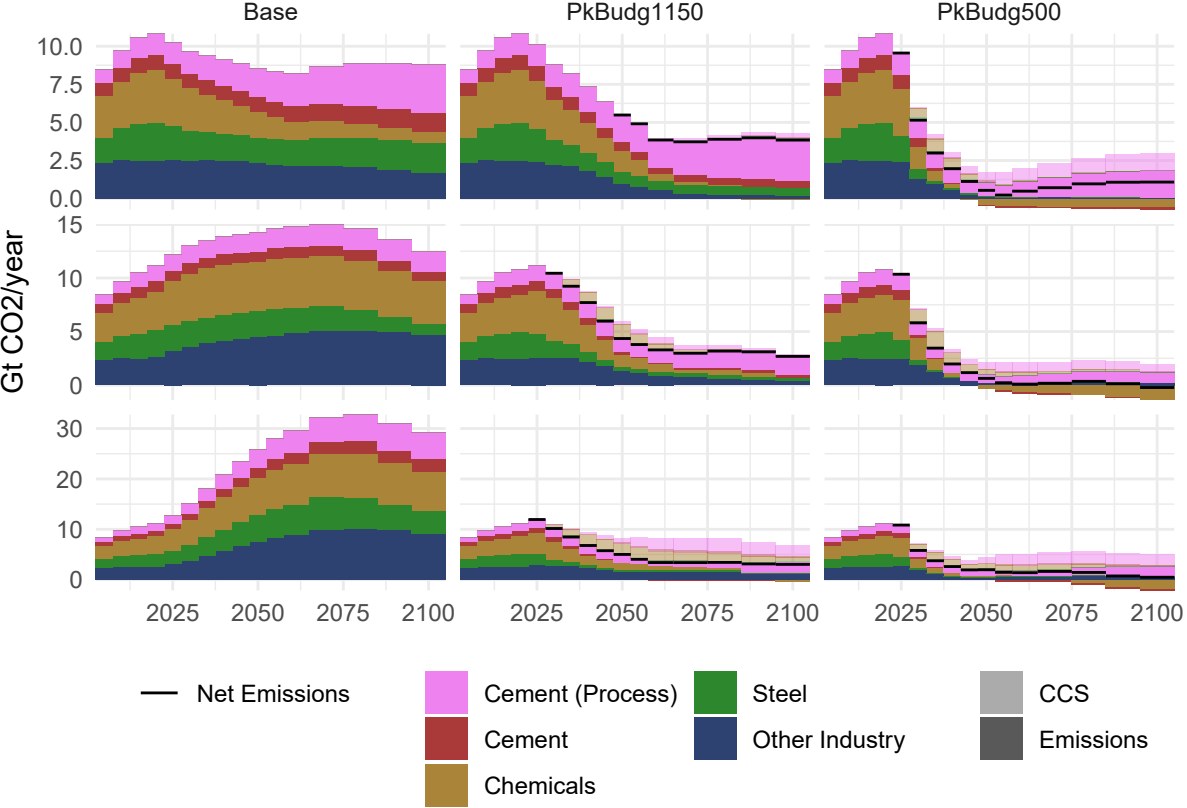 Base PkBudg1150 PkBudg500
10.0
7.5
5.0
2.5
0.0
15
10
5
0
30
20
10
0
Gt CO2/year
2025 2050 2075 2100 2025 2050 2075 2100 2025 2050 2075 2100
Net Emissions Cement (Process) Steel CCS
Cement Other Industry Emissions
Chemicals